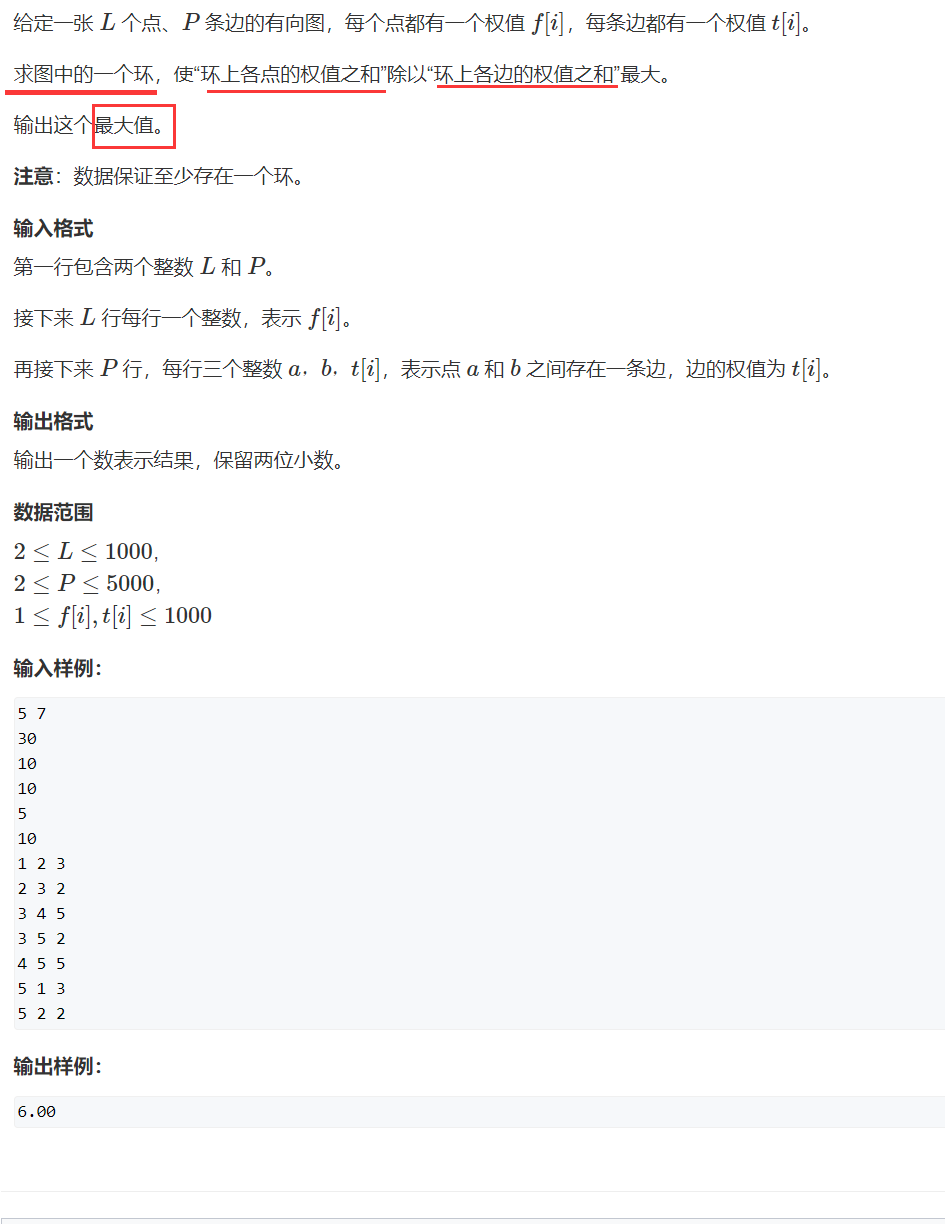 给定一张 L 个点、P 条边的有向图，每个点都有一个权值 f[i]，每条边都有一个权值 t[i]。
求图中的一个环，使“环上各点的权值之和”除以“环上各边的权值之和”最大。
输出这个最大值。
注意：数据保证至少存在一个环。
输入格式
第一行包含两个整数 L 和 P。
接下来 L 行每行一个整数，表示 f[i]。
再接下来 P 行，每行三个整数 a，b，t[i]，表示点 a 和 b 之间存在一条边，边的权值为 t[i]。
输出格式
输出一个数表示结果，保留两位小数。
数据范围
2 ≤ L ≤ 1000,
2 ≤ P ≤ 5000,
1 ≤ f[i], t[i] ≤ 1000
输入样例：
5 7
30
10
10
5
10
1 2 3
2 3 2
3 4 5
3 5 2
4 5 5
5 1 3
5 2 2
输出样例：
6.00